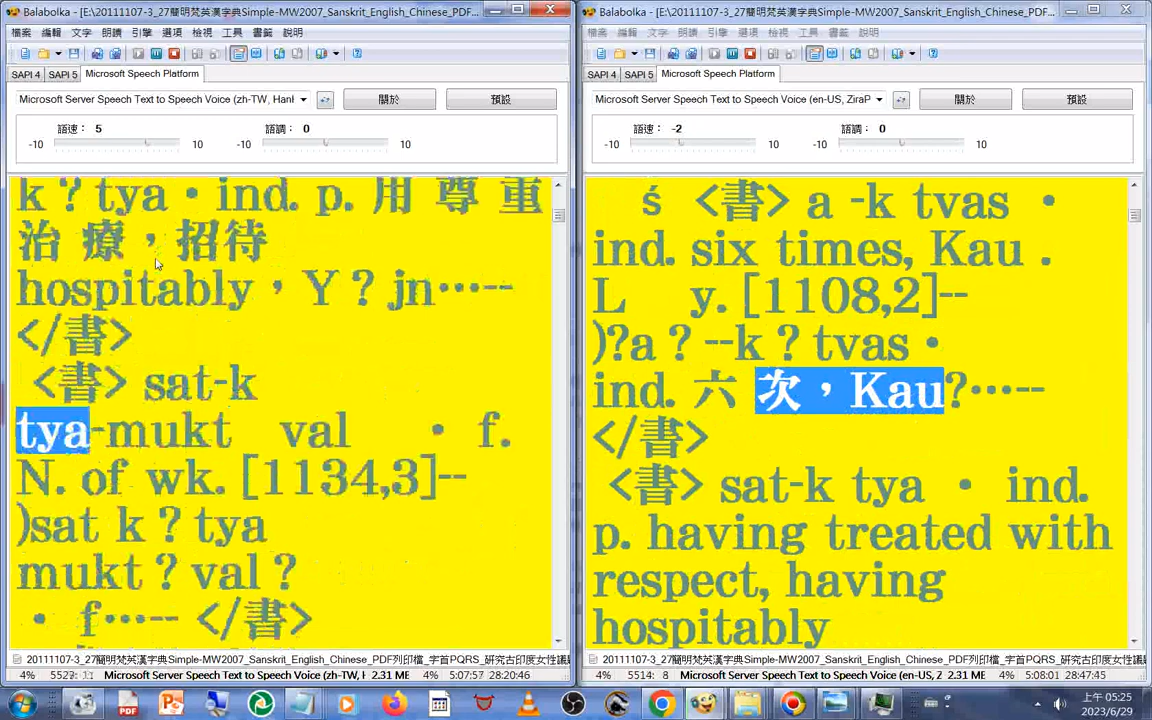 Balabolka - [E:\20111107-3_27簡明梵英漢字典Simple-MW2007_Sanskrit_English_Chinese_PDF...
檔案 編輯 文字 朗讀 引擎 選項 檢視 工具 書籤 說明
SAPI 4 SAPI 5 Microsoft Speech Platform
Microsoft Server Speech Text to Speech Voice (zh-TW, Hanl
關於 預設
語速： 5 語調： 0
-10 10 -10 10
k ? tya • ind. p. 用 尊 重
治 療，招待
hospitably，Y ? jn…--
</書>
<書> sat-k
tya-mukt val • f.
N. of wk. [1134,3]--
)sat k ? tya
mukt ? val ?
• f…-- </書>
20111107-3_27簡明梵英漢字典Simple-MW2007_Sanskrit_English_Chinese_PDF列印檔_字首PQRS_研究古印度女性議
4% Microsoft Server Speech Text to Speech Voice (zh-TW, H 2.31 ME 4% 5:07:57 28:20:46
Balabolka - [E:\20111107-3_27簡明梵英漢字典Simple-MW2007_Sanskrit_English_Chinese_PDF...
檔案 編輯 文字 朗讀 引擎 選項 檢視 工具 書籤 說明
SAPI 4 SAPI 5 Microsoft Speech Platform
Microsoft Server Speech Text to Speech Voice (en-US, ZiraP
關於 預設
語速： -2 語調： 0
-10 10 -10 10
ś <書> a -k tvas •
ind. six times, Kau .
L y. [1108,2]--
)?a ? --k ? tvas •
ind. 六 次，Kau?…--
</書>
<書> sat-k tya • ind.
p. having treated with
respect, having
hospitably
20111107-3_27簡明梵英漢字典Simple-MW2007_Sanskrit_English_Chinese_PDF列印檔_字首PQRS_研究古印度女性議
4% 5514: 8 Microsoft Server Speech Text to Speech Voice (en-US, Z 2.31 ME 4% 5:08:01 28:47:45
上午 05:25
2023/6/29